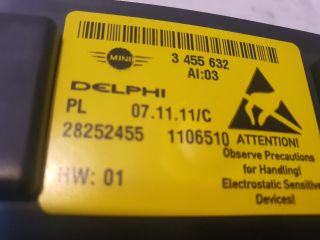 MINI
3 455 632
AI:03
DELPHI
PL 07.11.11/C
28252455 1106510
HW: 01
ATTENTION!
Observe Precautions
for Handling!
Electrostatic Sensitive
Devices!